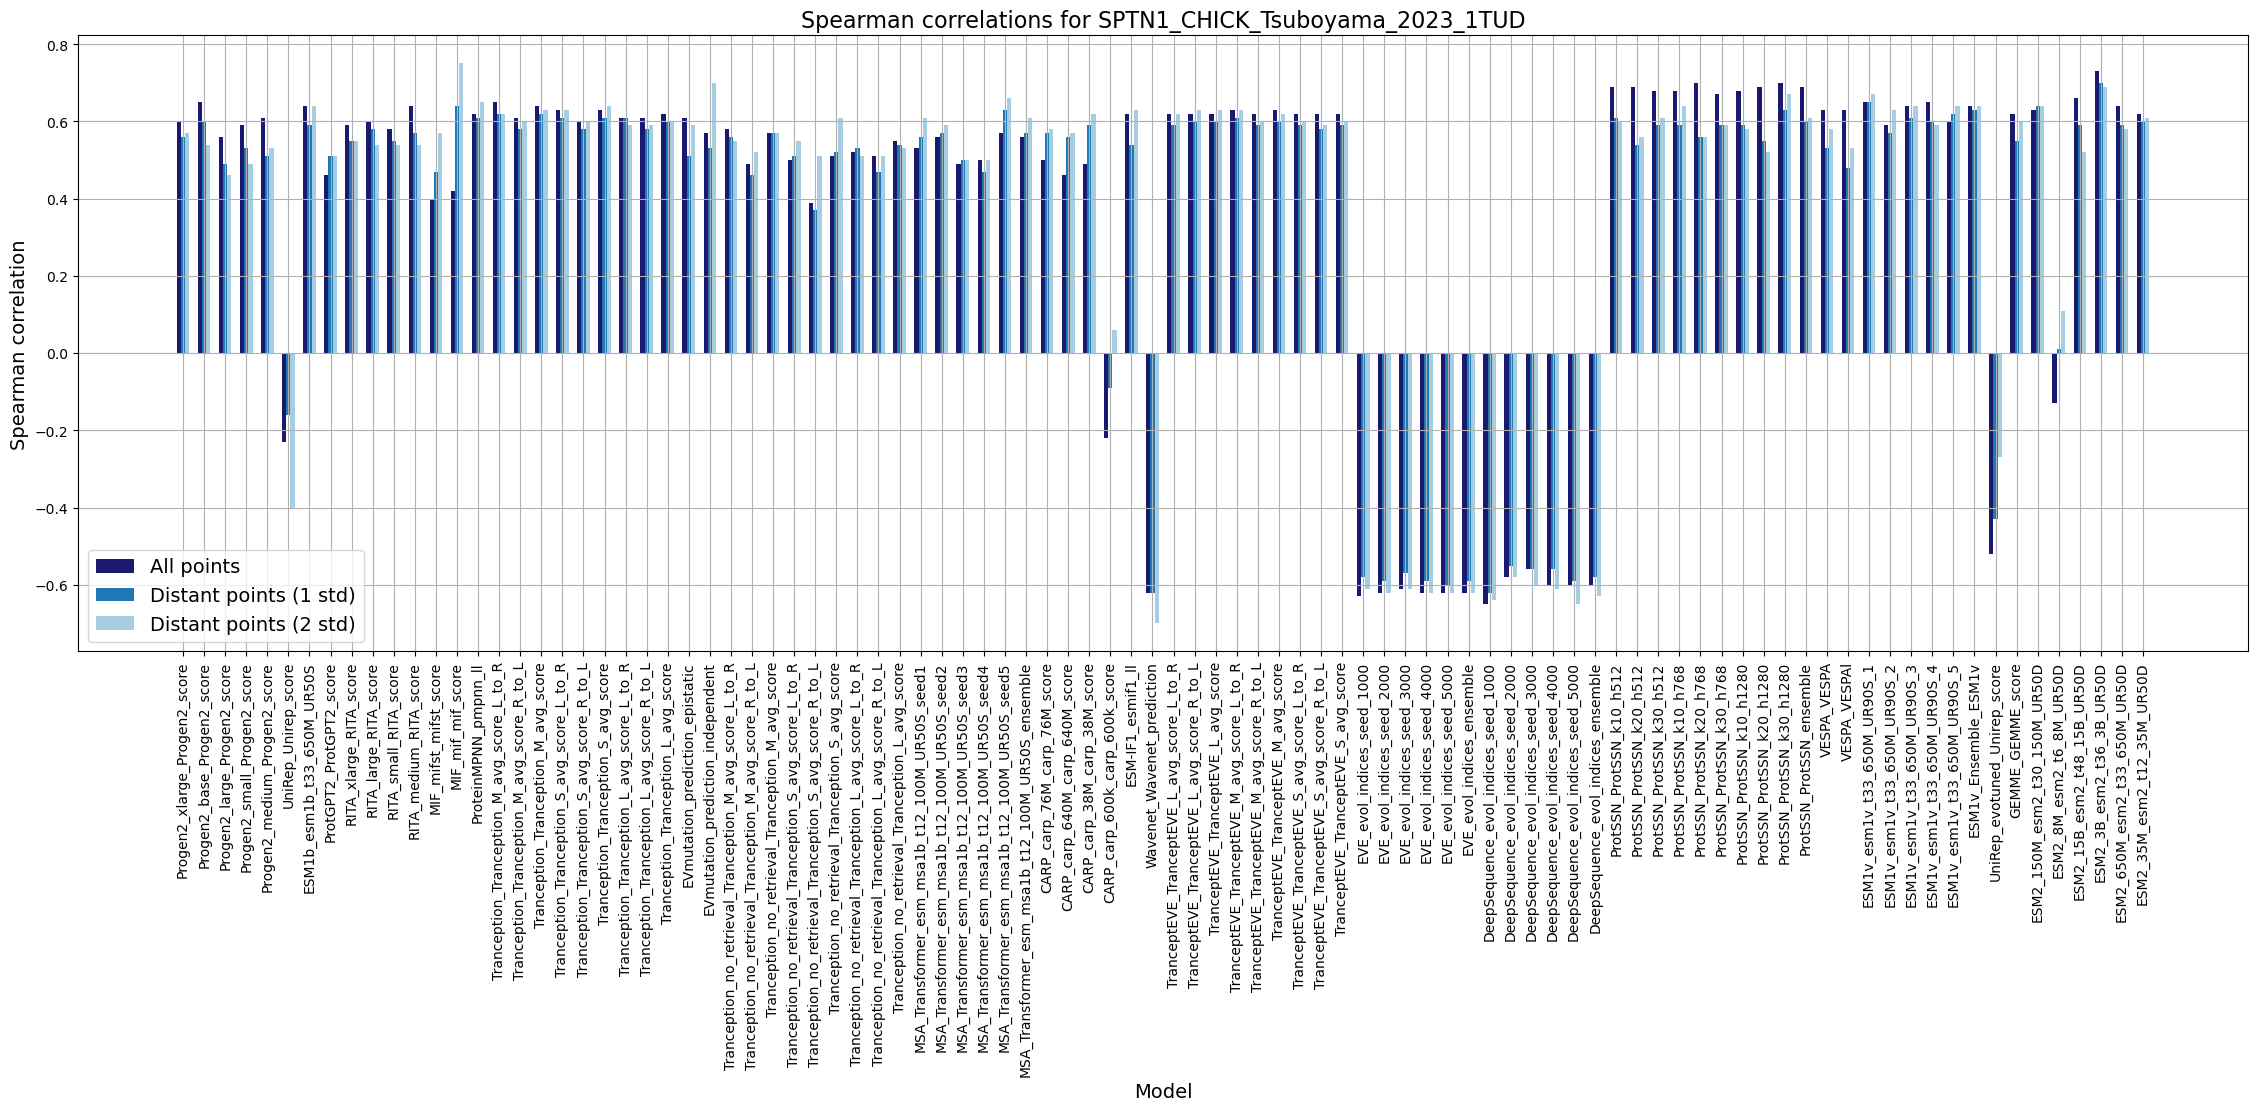 Spearman correlations for SPTN1_CHICK_Tsuboyama_2023_1TUD
Spearman correlation
0.8
0.6
0.4
0.2
0.0
−0.2
−0.4
−0.6
All points
Distant points (1 std)
Distant points (2 std)
Progen2_xlarge_Progen2_score
Progen2_base_Progen2_score
Progen2_large_Progen2_score
Progen2_small_Progen2_score
Progen2_medium_Progen2_score
UniRep_Unirep_score
ESM1b_esm1b_t33_650M_UR50S
ProtGPT2_ProtGPT2_score
RITA_xlarge_RITA_score
RITA_large_RITA_score
RITA_small_RITA_score
RITA_medium_RITA_score
MIF_mifst_mifst_score
MIF_mif_mif_score
ProteinMPNN_pmpnn_ll
Tranception_Tranception_M_avg_score_L_to_R
Tranception_Tranception_M_avg_score_R_to_L
Tranception_Tranception_M_avg_score
Tranception_Tranception_S_avg_score_L_to_R
Tranception_Tranception_S_avg_score_R_to_L
Tranception_Tranception_S_avg_score
Tranception_Tranception_L_avg_score_L_to_R
Tranception_Tranception_L_avg_score_R_to_L
Tranception_Tranception_L_avg_score
EVmutation_prediction_epistatic
EVmutation_prediction_independent
Tranception_no_retrieval_Tranception_M_avg_score_L_to_R
Tranception_no_retrieval_Tranception_M_avg_score_R_to_L
Tranception_no_retrieval_Tranception_M_avg_score
Tranception_no_retrieval_Tranception_S_avg_score_L_to_R
Tranception_no_retrieval_Tranception_S_avg_score_R_to_L
Tranception_no_retrieval_Tranception_S_avg_score
Tranception_no_retrieval_Tranception_L_avg_score_L_to_R
Tranception_no_retrieval_Tranception_L_avg_score_R_to_L
Tranception_no_retrieval_Tranception_L_avg_score
MSA_Transformer_esm_msa1b_t12_100M_UR50S_seed1
MSA_Transformer_esm_msa1b_t12_100M_UR50S_seed2
MSA_Transformer_esm_msa1b_t12_100M_UR50S_seed3
MSA_Transformer_esm_msa1b_t12_100M_UR50S_seed4
MSA_Transformer_esm_msa1b_t12_100M_UR50S_seed5
MSA_Transformer_esm_msa1b_t12_100M_UR50S_ensemble
CARP_carp_76M_carp_76M_score
CARP_carp_640M_carp_640M_score
CARP_carp_38M_carp_38M_score
CARP_carp_600k_carp_600k_score
ESM-IF1_esmif1_ll
Wavenet_Wavenet_prediction
TranceptEVE_TranceptEVE_L_avg_score_L_to_R
TranceptEVE_TranceptEVE_L_avg_score_R_to_L
TranceptEVE_TranceptEVE_L_avg_score
TranceptEVE_TranceptEVE_M_avg_score_L_to_R
TranceptEVE_TranceptEVE_M_avg_score_R_to_L
TranceptEVE_TranceptEVE_M_avg_score
TranceptEVE_TranceptEVE_S_avg_score_L_to_R
TranceptEVE_TranceptEVE_S_avg_score_R_to_L
TranceptEVE_TranceptEVE_S_avg_score
EVE_evol_indices_seed_1000
EVE_evol_indices_seed_2000
EVE_evol_indices_seed_3000
EVE_evol_indices_seed_4000
EVE_evol_indices_seed_5000
EVE_evol_indices_ensemble
DeepSequence_evol_indices_seed_1000
DeepSequence_evol_indices_seed_2000
DeepSequence_evol_indices_seed_3000
DeepSequence_evol_indices_seed_4000
DeepSequence_evol_indices_seed_5000
DeepSequence_evol_indices_ensemble
ProtSSN_ProtSSN_k10_h512
ProtSSN_ProtSSN_k20_h512
ProtSSN_ProtSSN_k30_h512
ProtSSN_ProtSSN_k10_h768
ProtSSN_ProtSSN_k20_h768
ProtSSN_ProtSSN_k30_h768
ProtSSN_ProtSSN_k10_h1280
ProtSSN_ProtSSN_k20_h1280
ProtSSN_ProtSSN_k30_h1280
ProtSSN_ProtSSN_ensemble
VESPA_VESPA
VESPA_VESPAl
ESM1v_esm1v_t33_650M_UR90S_1
ESM1v_esm1v_t33_650M_UR90S_2
ESM1v_esm1v_t33_650M_UR90S_3
ESM1v_esm1v_t33_650M_UR90S_4
ESM1v_esm1v_t33_650M_UR90S_5
ESM1v_Ensemble_ESM1v
UniRep_evotuned_Unirep_score
GEMME_GEMME_score
ESM2_150M_esm2_t30_150M_UR50D
ESM2_8M_esm2_t6_8M_UR50D
ESM2_15B_esm2_t48_15B_UR50D
ESM2_3B_esm2_t36_3B_UR50D
ESM2_650M_esm2_t33_650M_UR50D
ESM2_35M_esm2_t12_35M_UR50D
Model